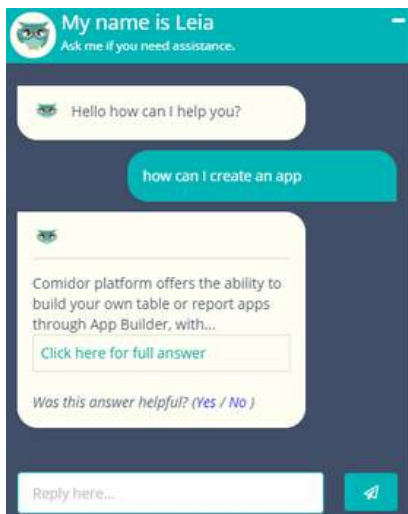 My name is Leia
Ask me if you need assistance.
Hello how can I help you?
how can I create an app
Comidor platform offers the ability to
build your own table or report apps
through App Builder, with...
Click here for full answer
Was this answer helpful? (Yes / No )
Reply here...